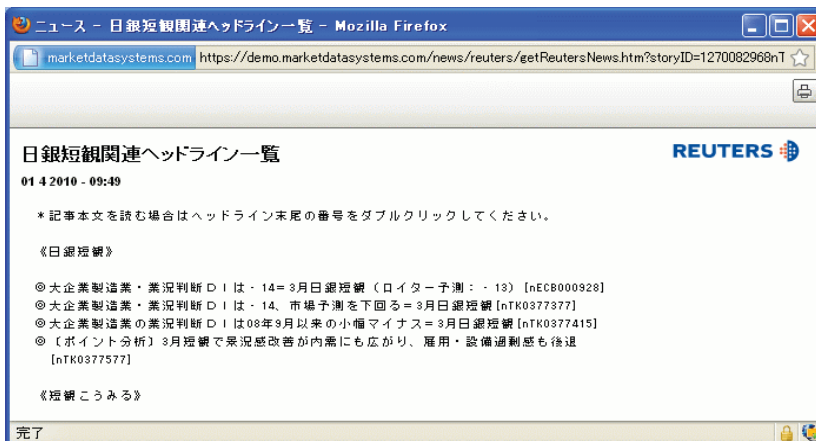 ニュース - 日銀短観関連ヘッドライン一覧 - Mozilla Firefox
marketdatasystems.com https://demo.marketdatasystems.com/news/reuters/getReutersNews.htm?storyID=1270082968nT
日銀短観関連ヘッドライン一覧
REUTERS
01 4 2010 - 09:49
*記事本文を読む場合はヘッドライン末尾の番号をダブルクリックしてください。
《日銀短観》
◎大企業製造業・業況判断DIは-14=3月日銀短観（ロイター予測：-13）[nECB000928]
◎大企業製造業・業況判断DIは-14、市場予測を下回る=3月日銀短観[nTK0377377]
◎大企業製造業の業況判断DIは08年9月以来の小幅マイナス=3月日銀短観[nTK0377415]
◎〔ポイント分析〕3月短観で景況感改善が内需にも広がり、雇用・設備過剰感も後退
[nTK0377577]
《短観こうみる》
完了